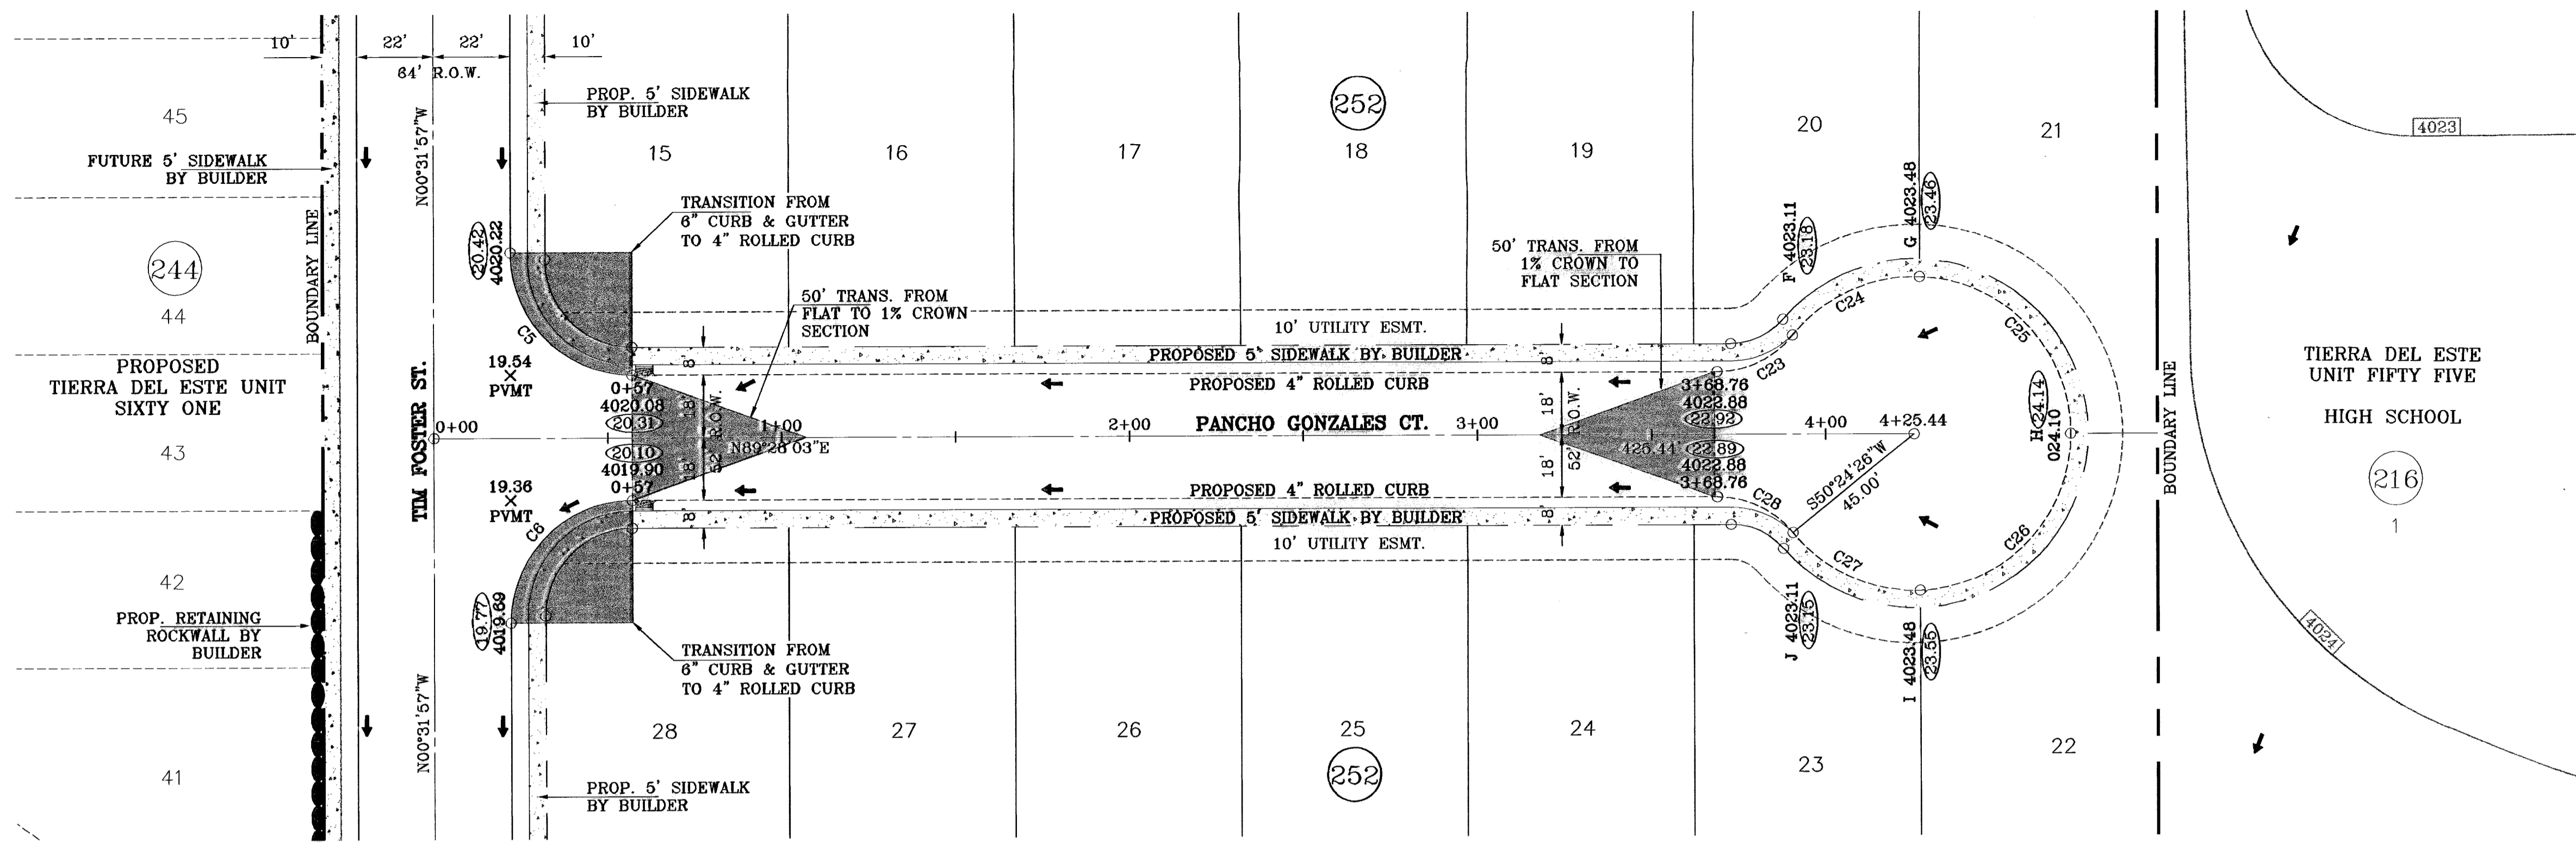 10'
22'
22'
10'
64' R.O.W.
45
FUTURE 5' SIDEWALK
BY BUILDER
BOUNDARY LINE
244
44
PROPOSED
TIERRA DEL ESTE UNIT
SIXTY ONE
43
42
PROP. RETAINING
ROCKWALL BY
BUILDER
41
N00°31'57"W
TIM FOSTER ST.
N00°31'57"W
PROP. 5' SIDEWALK
BY BUILDER
15
16
17
252
18
19
20
21
TRANSITION FROM
6" CURB & GUTTER
TO 4" ROLLED CURB
20.42
4020.22
C5
50' TRANS. FROM
FLAT TO 1% CROWN
SECTION
50' TRANS. FROM
1% CROWN TO
FLAT SECTION
10' UTILITY ESMT.
PROPOSED 5' SIDEWALK BY BUILDER
PROPOSED 4" ROLLED CURB
19.54
PVMT
0+57
4020.08
20.31
20.10
4019.90
0+57
19.36
PVMT
8'
18'
18'
52' R.O.W.
8'
0+00
1+00
2+00
PANCHO GONZALES CT.
3+00
4+00
4+25.44
N89°28'03"E
425.44'
8'
18'
18'
52' R.O.W.
8'
3+68.76
4022.88
22.92
22.89
4022.88
3+68.76
PROPOSED 4" ROLLED CURB
PROPOSED 5' SIDEWALK BY BUILDER
10' UTILITY ESMT.
C6
19.77
4019.69
TRANSITION FROM
6" CURB & GUTTER
TO 4" ROLLED CURB
PROP. 5' SIDEWALK
BY BUILDER
28
27
26
25
252
24
23
22
F 4023.11
23.18
G 4023.48
23.46
C23
C24
C25
H 24.14
024.10
S50°24'26"W
45.00'
C28
C27
C26
J 4023.11
23.15
I 4023.48
23.55
BOUNDARY LINE
4023
TIERRA DEL ESTE
UNIT FIFTY FIVE
HIGH SCHOOL
216
1
4024